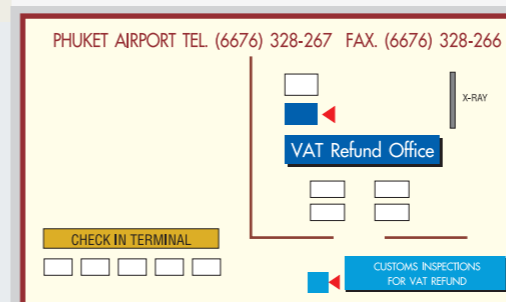 PHUKET AIRPORT TEL. (6676) 328-267 FAX. (6676) 328-266
X-RAY
VAT Refund Office
CHECK IN TERMINAL
CUSTOMS INSPECTIONS
FOR VAT REFUND